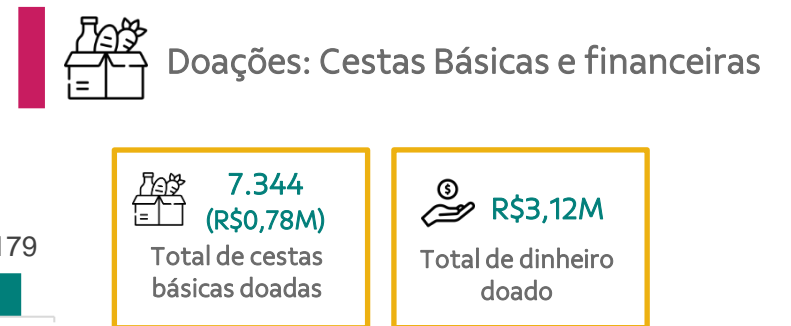 Doações: Cestas Básicas e financeiras
7.344
(R$0,78M)
Total de cestas
básicas doadas
$
R$3,12M
Total de dinheiro
doado